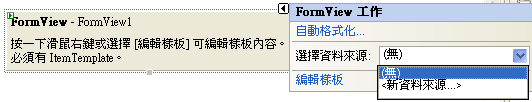 FormView - FormView1
按一下滑鼠右鍵或選擇 [編輯樣板] 可編輯樣板內容。
必須有 ItemTemplate。
FormView 工作
自動格式化...
選擇資料來源: (無)
(無)
<新資料來源...>
編輯樣板